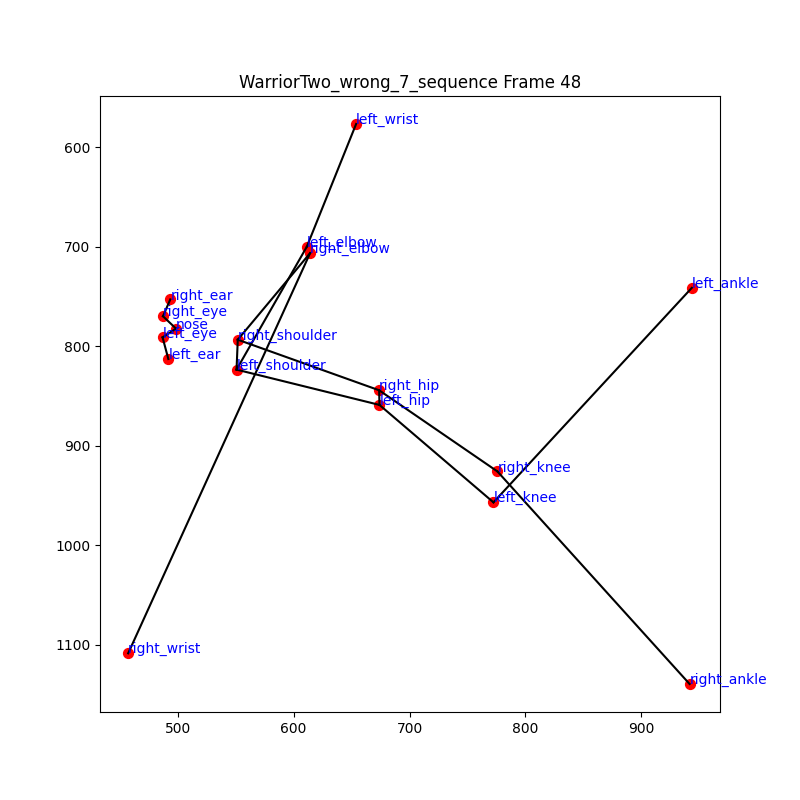 WarriorTwo_wrong_7_sequence Frame 48
left_wrist
600
left_elbow
right_elbow
700
left_ankle
right_ear
right_eye
nose
left_eye
right_shoulder
800
left_ear
left_shoulder
right_hip
left_hip
900
right_knee
left_knee
1000
right_wrist
1100
right_ankle
500 600 700 800 900